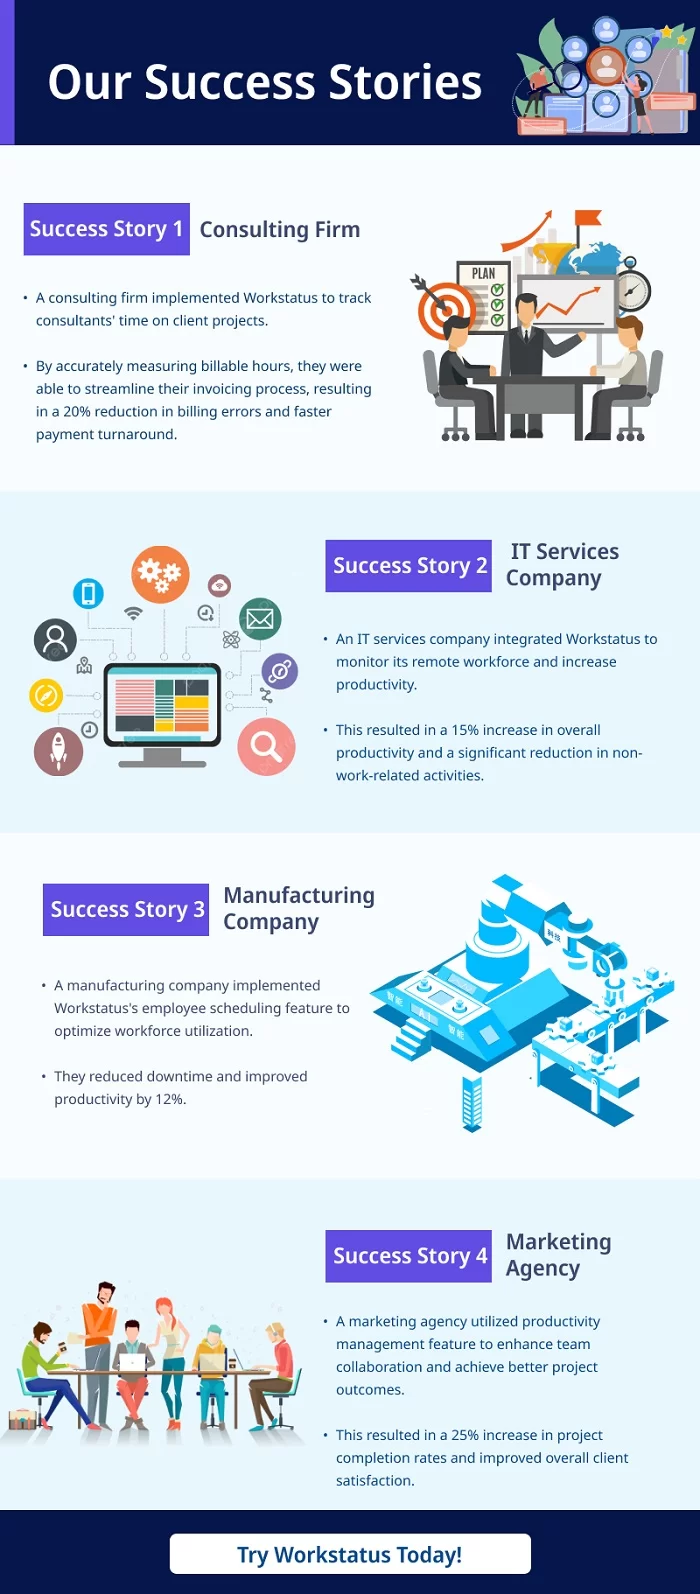 Our Success Stories
Success Story 1
Consulting Firm
• A consulting firm implemented Workstatus to track
consultants' time on client projects.
• By accurately measuring billable hours, they were
able to streamline their invoicing process, resulting
in a 20% reduction in billing errors and faster
payment turnaround.
PLAN
Success Story 2
IT Services
Company
• An IT services company integrated Workstatus to
monitor its remote workforce and increase
productivity.
• This resulted in a 15% increase in overall
productivity and a significant reduction in non-
work-related activities.
Success Story 3
Manufacturing
Company
• A manufacturing company implemented
Workstatus's employee scheduling feature to
optimize workforce utilization.
• They reduced downtime and improved
productivity by 12%.
科技
智能
AI
智能
Success Story 4
Marketing
Agency
• A marketing agency utilized productivity
management feature to enhance team
collaboration and achieve better project
outcomes.
• This resulted in a 25% increase in project
completion rates and improved overall client
satisfaction.
Try Workstatus Today!